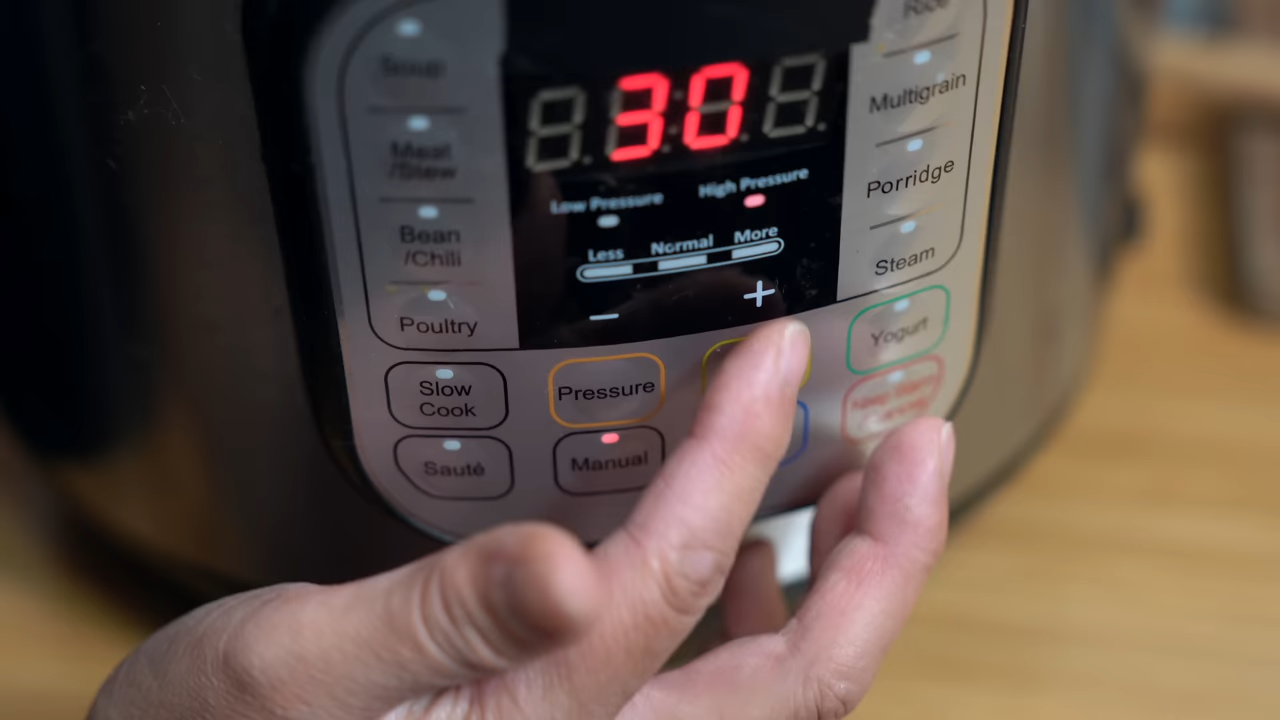 Soup
Rice
30
Meat
/Stew
Multigrain
Low Pressure
High Pressure
Porridge
Bean
/Chili
Less Normal More
Steam
Poultry
− +
Yogurt
Slow
Cook
Pressure
Sauté
Manual